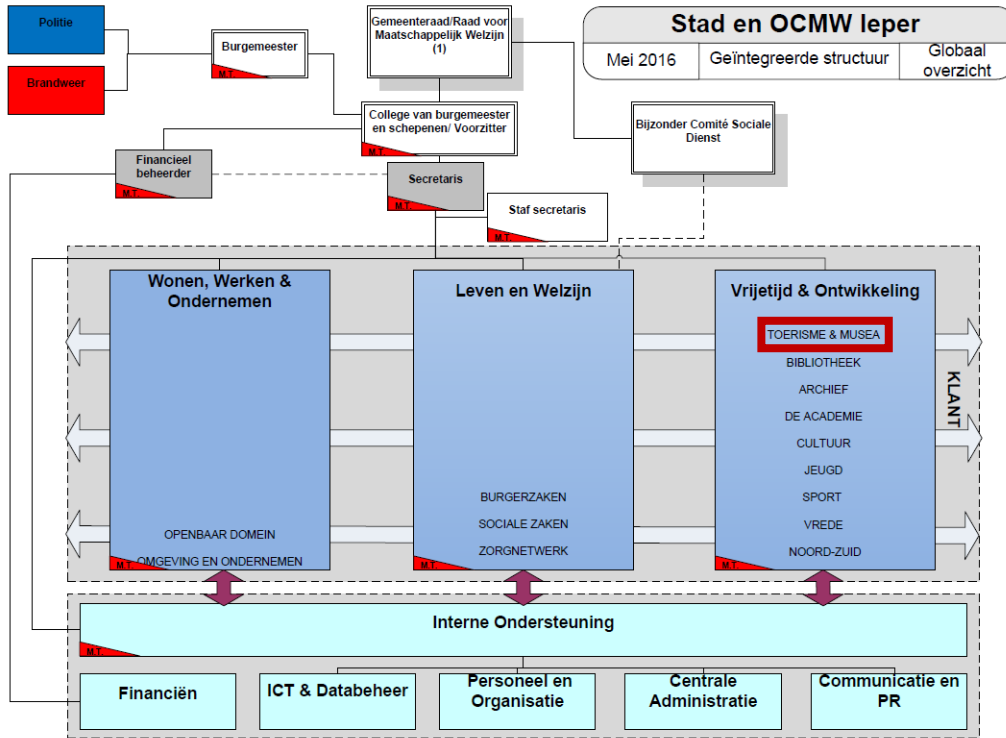 Stad en OCMW Ieper
Mei 2016
Geïntegreerde structuur
Globaal
overzicht
Politie
Brandweer
Burgemeester
M.T.
Gemeenteraad/Raad voor
Maatschappelijk Welzijn
(1)
College van burgemeester
en schepenen/ Voorzitter
M.T.
Bijzonder Comité Sociale
Dienst
Financieel
beheerder
M.T.
Secretaris
M.T.
Staf secretaris
M.T.
Wonen, Werken &
Ondernemen
OPENBAAR DOMEIN
OMGEVING EN ONDERNEMEN
M.T.
Leven en Welzijn
BURGERZAKEN
SOCIALE ZAKEN
ZORGNETWERK
M.T.
Vrijetijd & Ontwikkeling
TOERISME & MUSEA
BIBLIOTHEEK
ARCHIEF
DE ACADEMIE
CULTUUR
JEUGD
SPORT
VREDE
NOORD-ZUID
M.T.
KLANT
Interne Ondersteuning
M.T.
Financiën
ICT & Databeheer
Personeel en
Organisatie
Centrale
Administratie
Communicatie en
PR